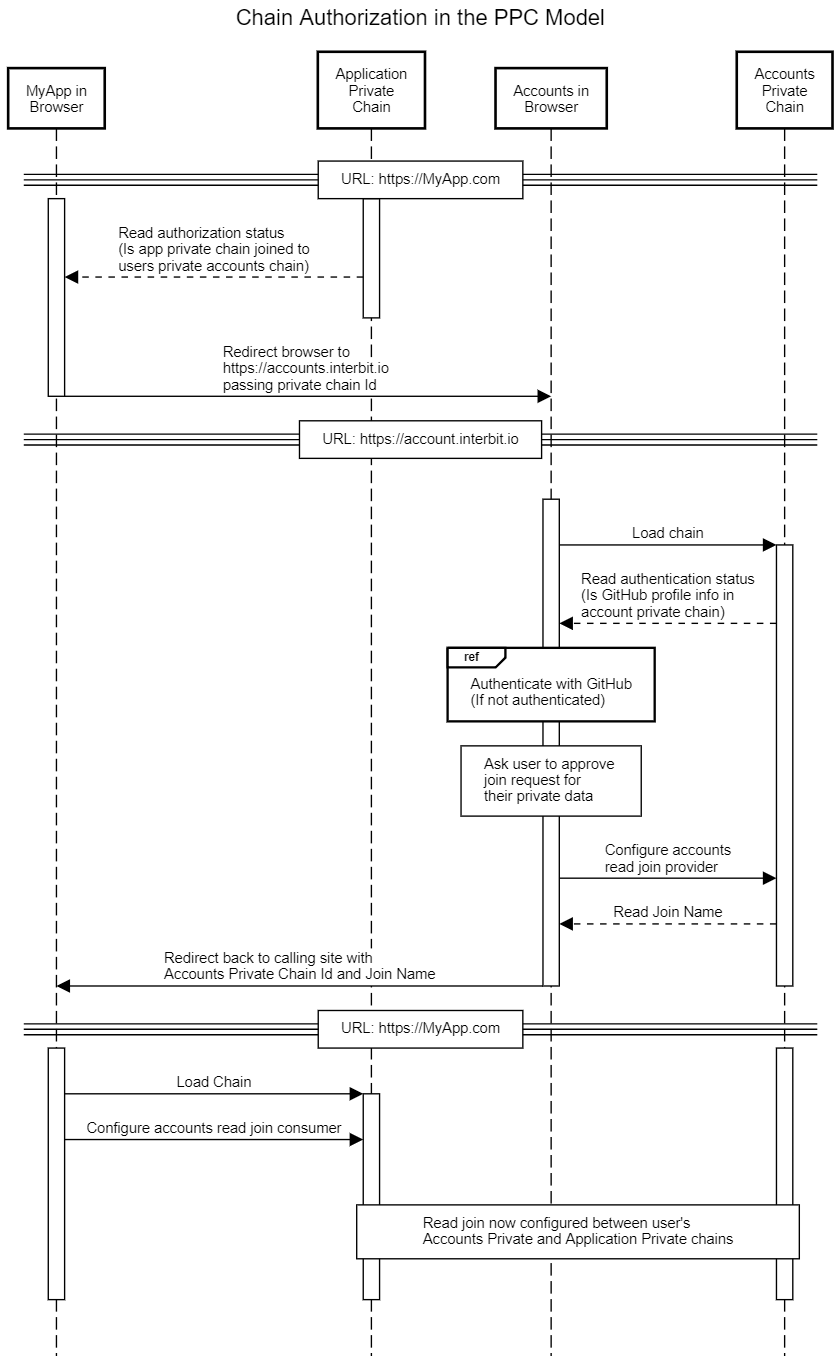 Chain Authorization in the PPC Model
MyApp in
Browser
Application
Private
Chain
Accounts in
Browser
Accounts
Private
Chain
URL: https://MyApp.com
Read authorization status
(Is app private chain joined to
users private accounts chain)
Redirect browser to
https://accounts.interbit.io
passing private chain Id
URL: https://account.interbit.io
Load chain
Read authentication status
(Is GitHub profile info in
account private chain)
ref
Authenticate with GitHub
(If not authenticated)
Ask user to approve
join request for
their private data
Configure accounts
read join provider
Read Join Name
Redirect back to calling site with
Accounts Private Chain Id and Join Name
URL: https://MyApp.com
Load Chain
Configure accounts read join consumer
Read join now configured between user's
Accounts Private and Application Private chains